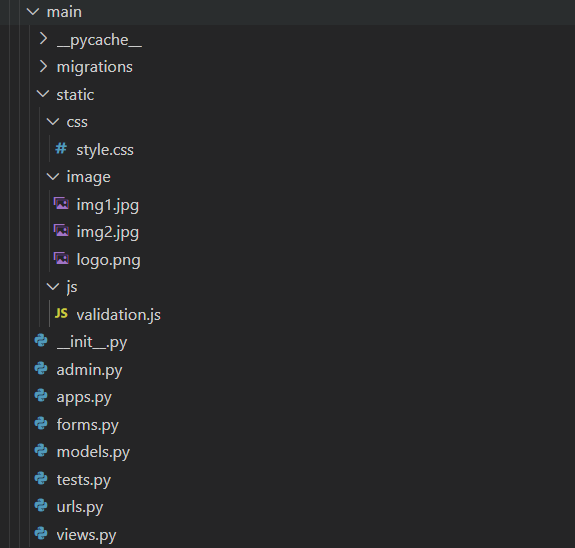 main
__pycache__
migrations
static
css
# style.css
image
img1.jpg
img2.jpg
logo.png
js
JS validation.js
__init__.py
admin.py
apps.py
forms.py
models.py
tests.py
urls.py
views.py